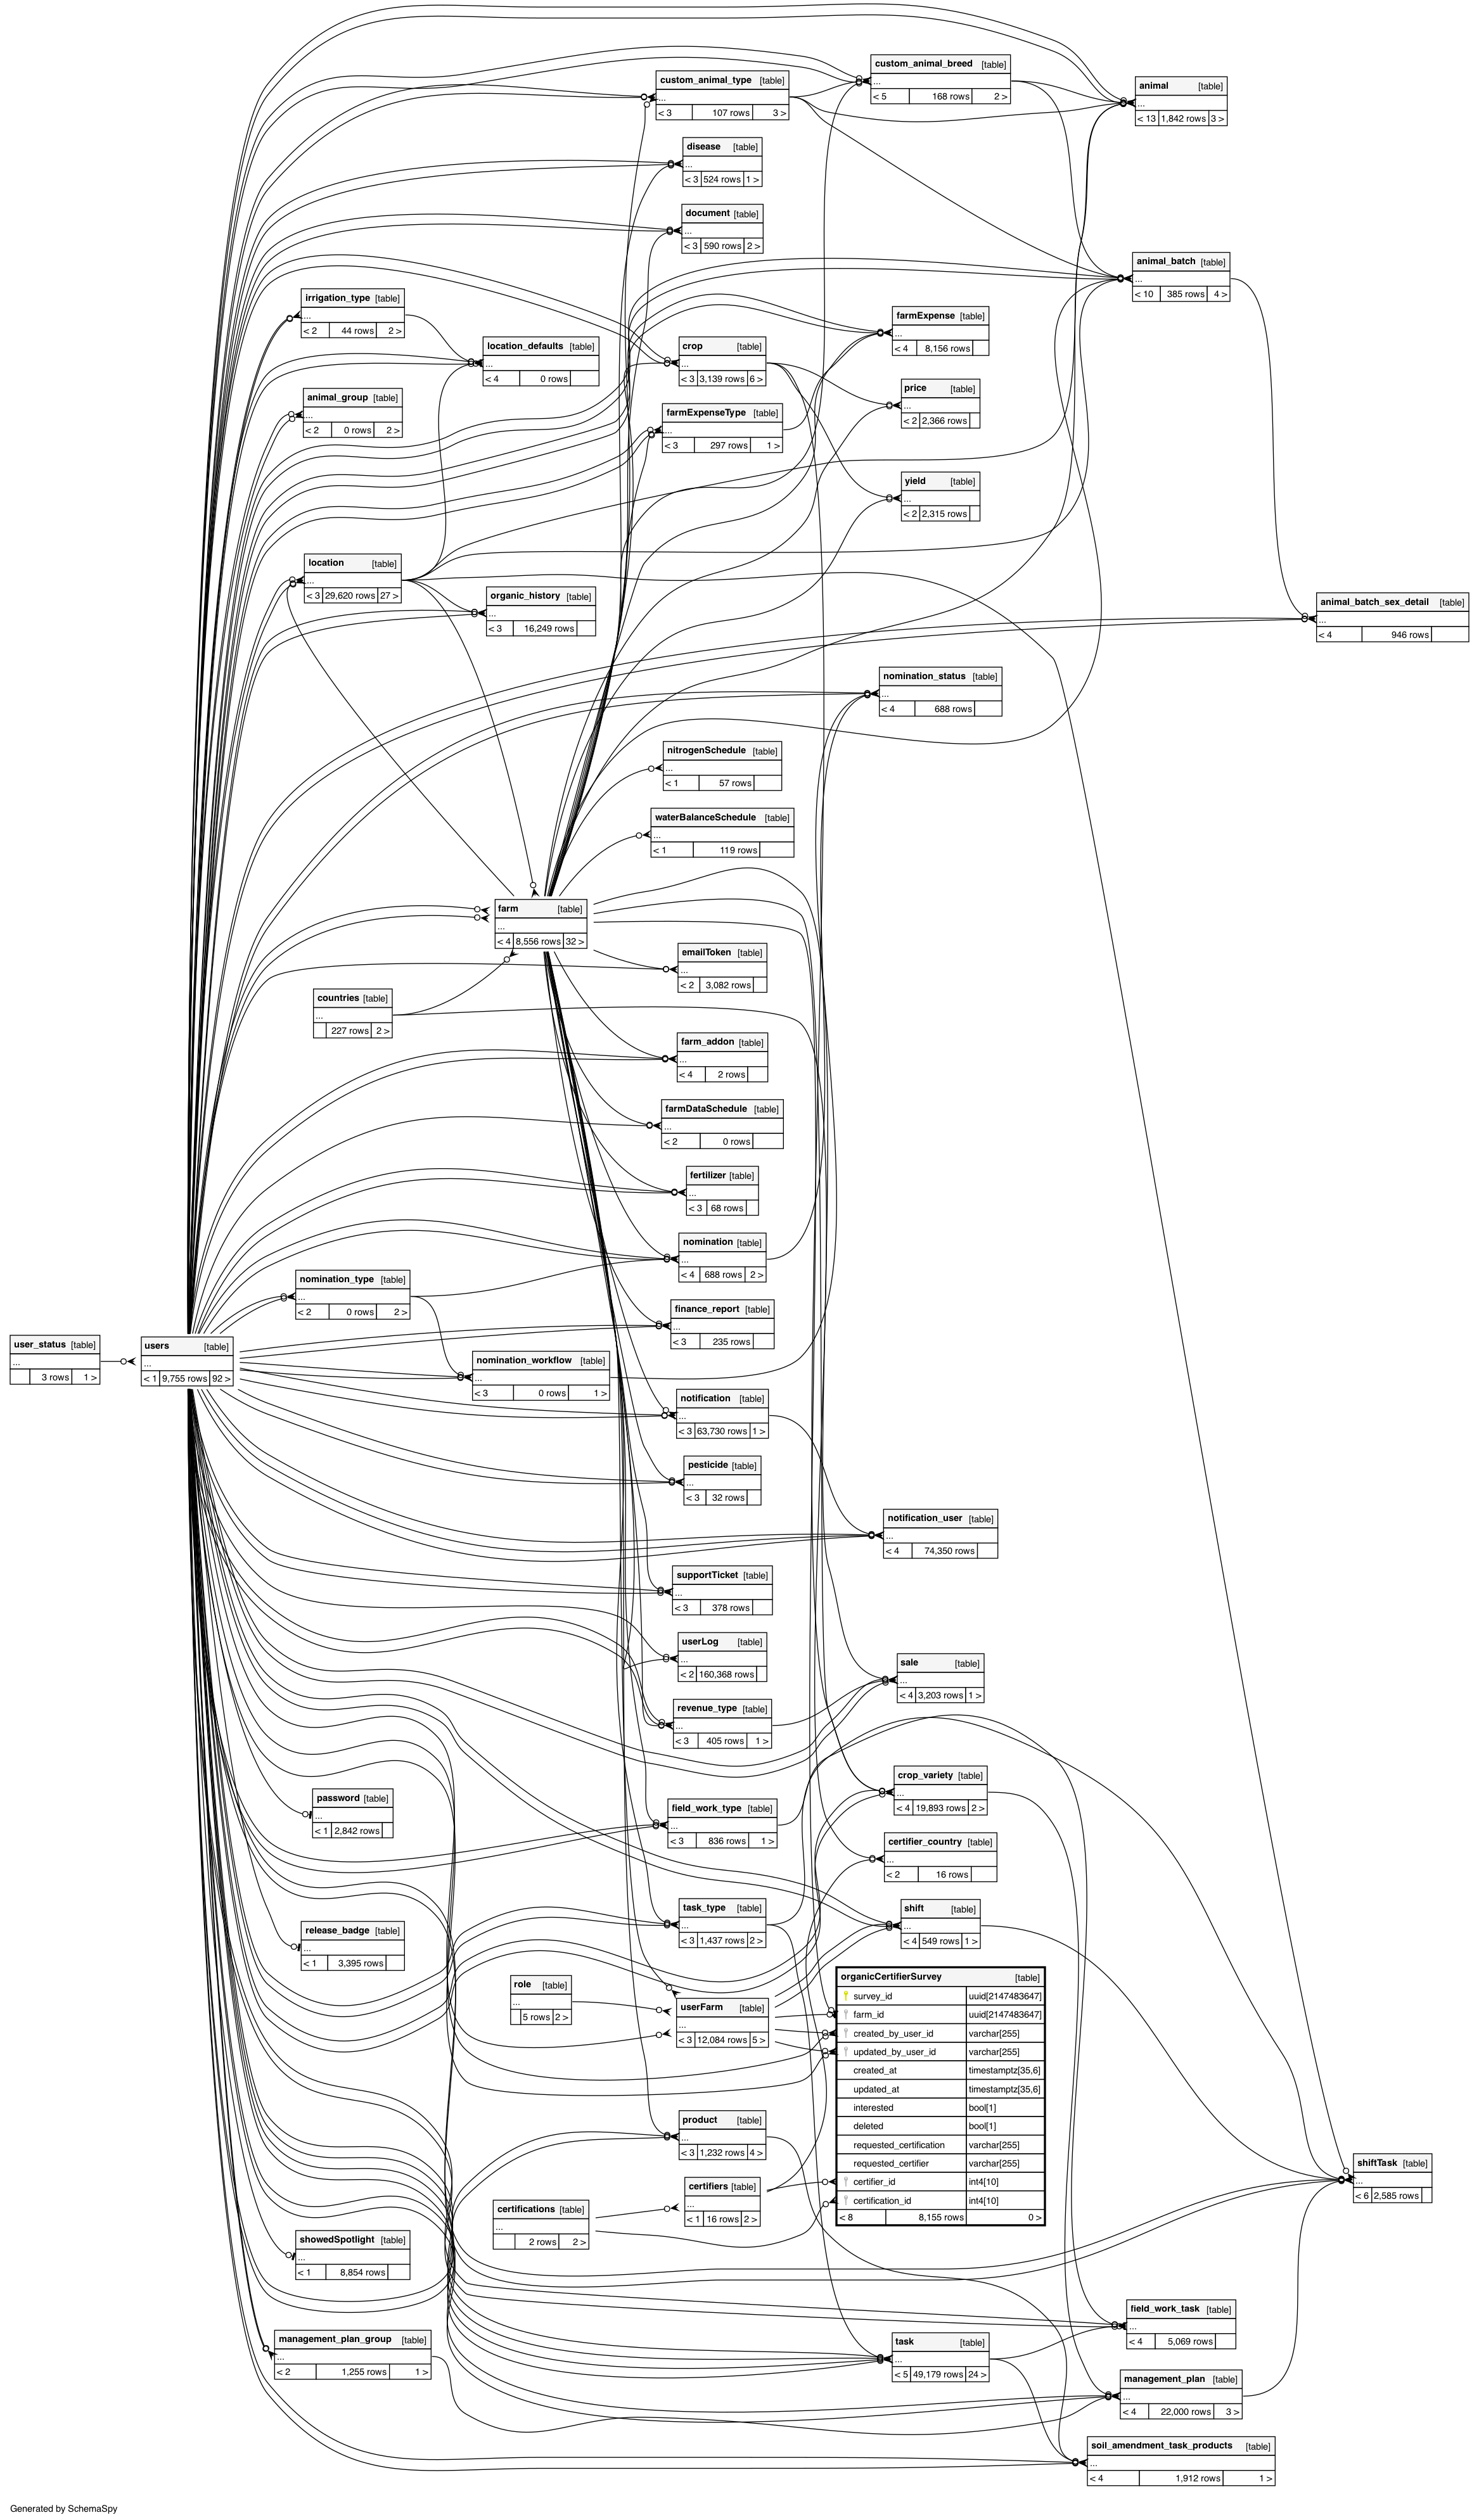 custom_animal_breed [table]
...
< 5 168 rows 2 >
custom_animal_type [table]
...
< 3 107 rows 3 >
animal [table]
...
< 13 1,842 rows 3 >
disease [table]
...
< 3 524 rows 1 >
document [table]
...
< 3 590 rows 2 >
animal_batch [table]
...
< 10 385 rows 4 >
irrigation_type [table]
...
< 2 44 rows 2 >
farmExpense [table]
...
< 4 8,156 rows
location_defaults [table]
...
< 4 0 rows
crop [table]
...
< 3 3,139 rows 6 >
price [table]
...
< 2 2,366 rows
animal_group [table]
...
< 2 0 rows 2 >
farmExpenseType [table]
...
< 3 297 rows 1 >
yield [table]
...
< 2 2,315 rows
location [table]
...
< 3 29,620 rows 27 >
organic_history [table]
...
< 3 16,249 rows
animal_batch_sex_detail [table]
...
< 4 946 rows
nomination_status [table]
...
< 4 688 rows
nitrogenSchedule [table]
...
< 1 57 rows
waterBalanceSchedule [table]
...
< 1 119 rows
farm [table]
...
< 4 8,556 rows 32 >
emailToken [table]
...
< 2 3,082 rows
countries [table]
...
227 rows 2 >
farm_addon [table]
...
< 4 2 rows
farmDataSchedule [table]
...
< 2 0 rows
fertilizer [table]
...
< 3 68 rows
nomination [table]
...
< 4 688 rows 2 >
nomination_type [table]
...
< 2 0 rows 2 >
finance_report [table]
...
< 3 235 rows
user_status [table]
...
3 rows 1 >
users [table]
...
< 1 9,755 rows 92 >
nomination_workflow [table]
...
< 3 0 rows 1 >
notification [table]
...
< 3 63,730 rows 1 >
pesticide [table]
...
< 3 32 rows
notification_user [table]
...
< 4 74,350 rows
supportTicket [table]
...
< 3 378 rows
userLog [table]
...
< 2 160,368 rows
sale [table]
...
< 4 3,203 rows 1 >
revenue_type [table]
...
< 3 405 rows 1 >
crop_variety [table]
...
< 4 19,893 rows 2 >
password [table]
...
< 1 2,842 rows
field_work_type [table]
...
< 3 836 rows 1 >
certifier_country [table]
...
< 2 16 rows
task_type [table]
...
< 3 1,437 rows 2 >
shift [table]
...
< 4 549 rows 1 >
release_badge [table]
...
< 1 3,395 rows
role [table]
...
5 rows 2 >
userFarm [table]
...
< 3 12,084 rows 5 >
organicCertifierSurvey [table]
survey_id uuid[2147483647]
farm_id uuid[2147483647]
created_by_user_id varchar[255]
updated_by_user_id varchar[255]
created_at timestamptz[35,6]
updated_at timestamptz[35,6]
interested bool[1]
deleted bool[1]
requested_certification varchar[255]
requested_certifier varchar[255]
certifier_id int4[10]
certification_id int4[10]
< 8 8,155 rows 0 >
product [table]
...
< 3 1,232 rows 4 >
certifiers [table]
...
< 1 16 rows 2 >
certifications [table]
...
2 rows 2 >
shiftTask [table]
...
< 6 2,585 rows
showedSpotlight [table]
...
< 1 8,854 rows
field_work_task [table]
...
< 4 5,069 rows
management_plan_group [table]
...
< 2 1,255 rows 1 >
task [table]
...
< 5 49,179 rows 24 >
management_plan [table]
...
< 4 22,000 rows 3 >
soil_amendment_task_products [table]
...
< 4 1,912 rows 1 >
Generated by SchemaSpy